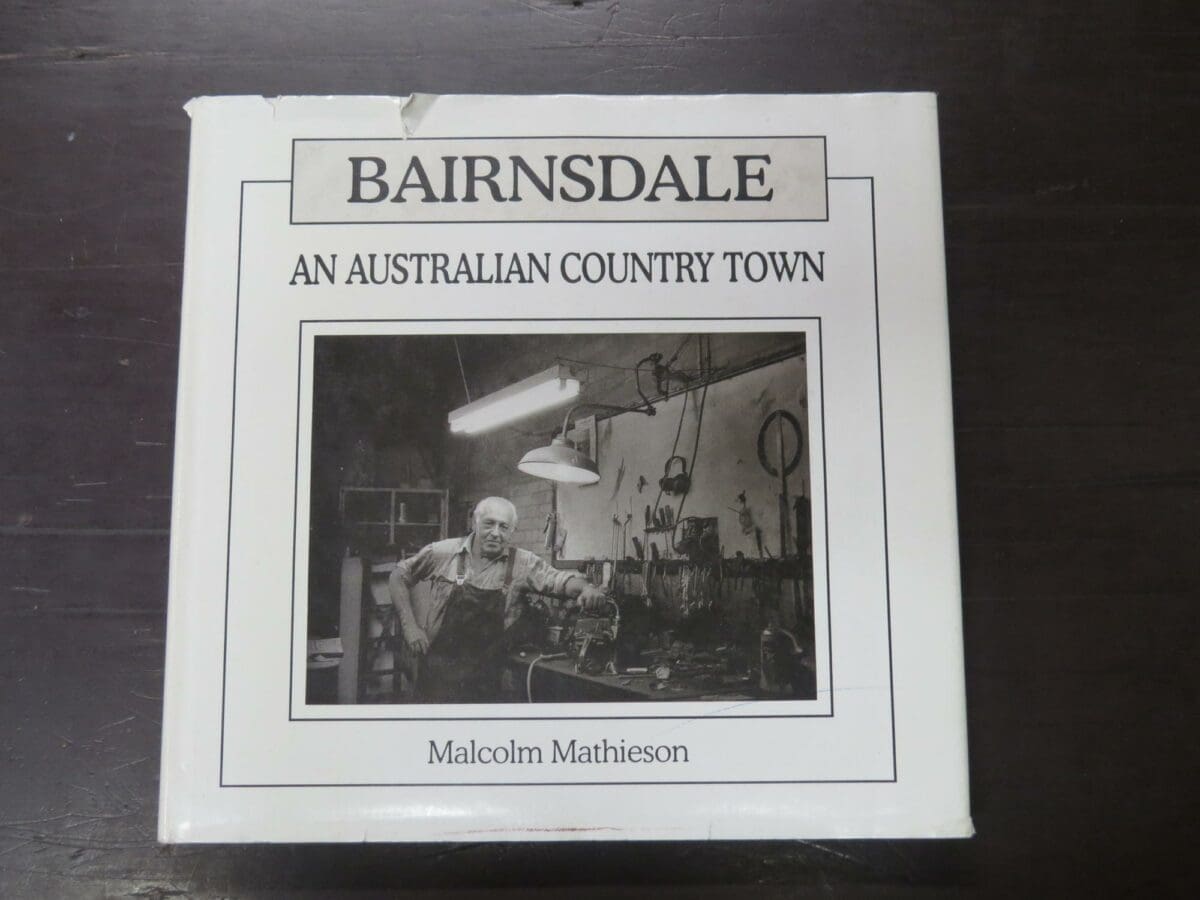 BAIRNSDALE
AN AUSTRALIAN COUNTRY TOWN
Malcolm Mathieson